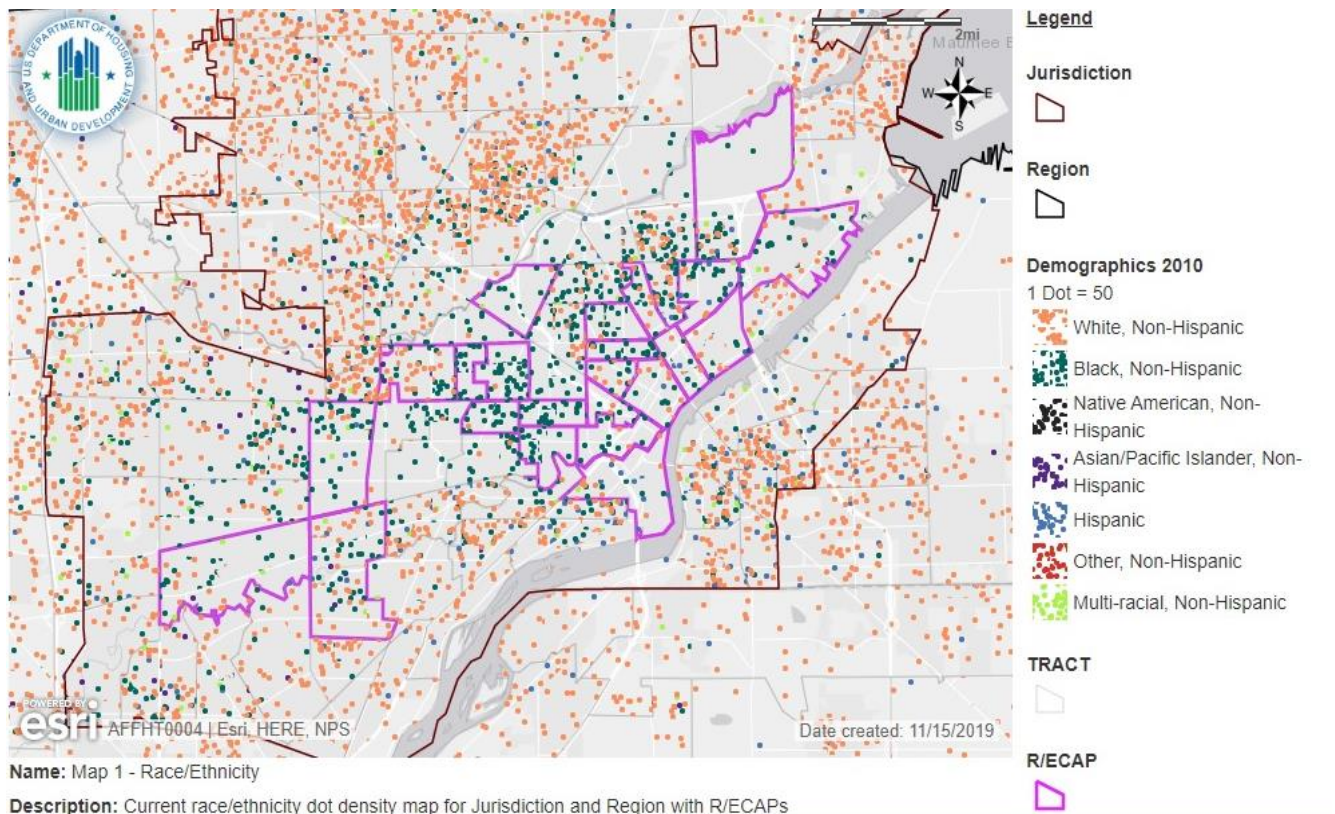 U.S. DEPARTMENT OF HOUSING
AND URBAN DEVELOPMENT
0 1 2mi
Maumee B
N
W E
S
POWERED BY
esri
AFFHT0004 | Esri, HERE, NPS
Date created: 11/15/2019
Legend
Jurisdiction
Region
Demographics 2010
1 Dot = 50
White, Non-Hispanic
Black, Non-Hispanic
Native American, Non-
Hispanic
Asian/Pacific Islander, Non-
Hispanic
Hispanic
Other, Non-Hispanic
Multi-racial, Non-Hispanic
TRACT
R/ECAP
Name: Map 1 - Race/Ethnicity
Description: Current race/ethnicity dot density map for Jurisdiction and Region with R/ECAPs